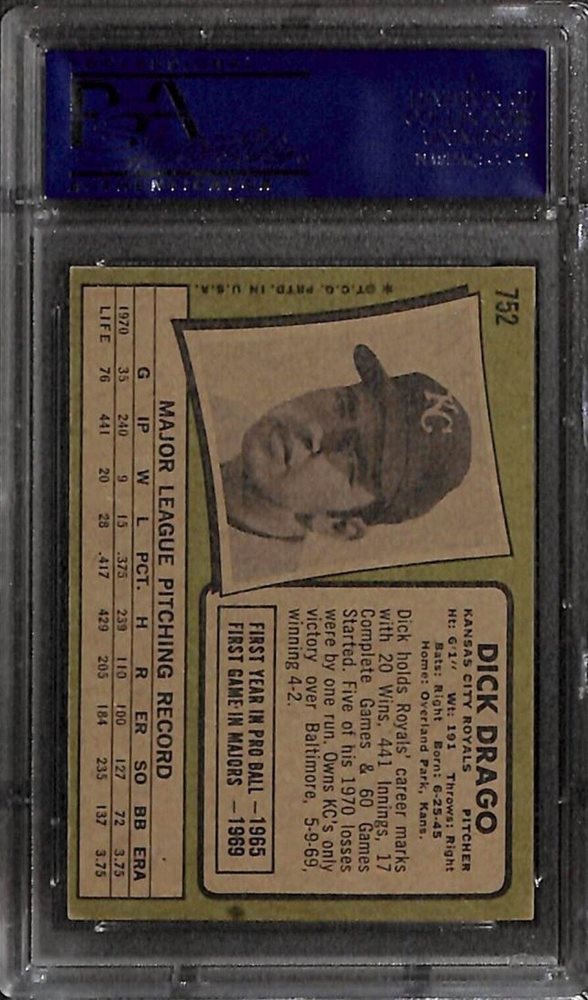 752
DICK DRAGO
KANSAS CITY ROYALS PITCHER
Ht: 6'1" Wt: 191 Throws: Right
Bats: Right Born: 6-25-45
Home: Overland Park, Kans.
Dick holds Royals' career marks
with 20 Wins, 441 Innings, 17
Complete Games & 60 Games
Started. Five of his 1970 losses
were by one run. Owns KC's only
victory over Baltimore, 5-9-69,
winning 4-2.
FIRST YEAR IN PRO BALL — 1965
FIRST GAME IN MAJORS — 1969
KC
MAJOR LEAGUE PITCHING RECORD
G IP W L PCT. H R ER SO BB ERA
1970 35 240 9 15 .375 239 110 100 127 72 3.75
LIFE 76 441 20 28 .417 429 205 184 235 137 3.75
*©T.C.G. PRTD. IN U.S.A.
PSA